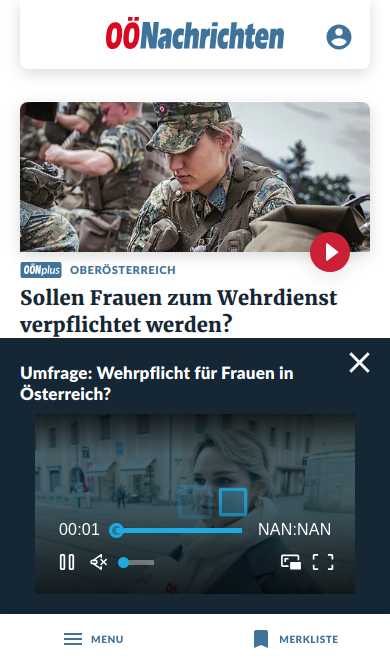 OÖNachrichten
OÖNplus OBERÖSTERREICH
Sollen Frauen zum Wehrdienst
verpflichtet werden?
Umfrage: Wehrpflicht für Frauen in
Österreich?
00:01 NAN:NAN
MENU MERKLISTE